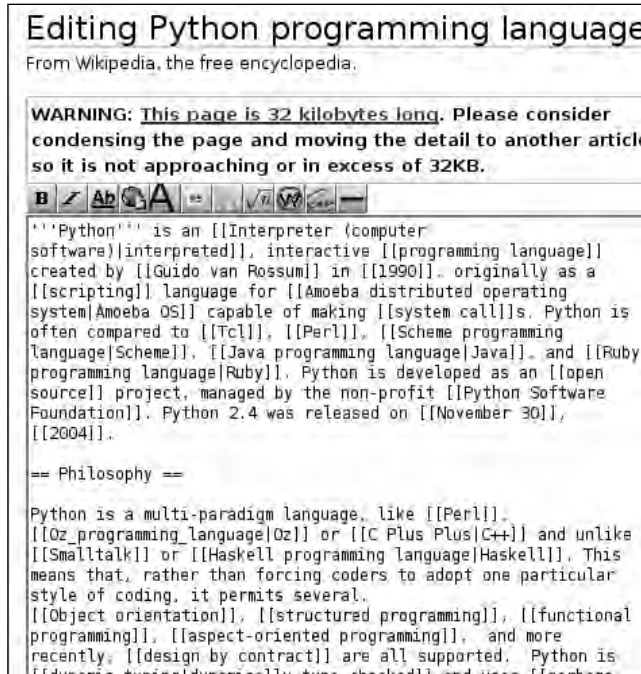 Editing Python programming language
From Wikipedia, the free encyclopedia.
WARNING: This page is 32 kilobytes long. Please consider
condensing the page and moving the detail to another article
so it is not approaching or in excess of 32KB.
B I Ab A
'''Python''' is an [[Interpreter (computer
software)|interpreted]], interactive [[programming language]]
created by [[Guido van Rossum]] in [[1990]], originally as a
[[scripting]] language for [[Amoeba distributed operating
system|Amoeba OS]] capable of making [[system call]]s. Python is
often compared to [[Tcl]], [[Perl]], [[Scheme programming
language|Scheme]], [[Java programming language|Java]], and [[Ruby
programming language|Ruby]]. Python is developed as an [[open
source]] project, managed by the non-profit [[Python Software
Foundation]]. Python 2.4 was released on [[November 30]],
[[2004]].
== Philosophy ==
Python is a multi-paradigm language, like [[Perl]],
[[Oz_programming_language|Oz]] or [[C Plus Plus|C++]] and unlike
[[Smalltalk]] or [[Haskell programming language|Haskell]]. This
means that, rather than forcing coders to adopt one particular
style of coding, it permits several.
[[Object orientation]], [[structured programming]], [[functional
programming]], [[aspect-oriented programming]], and more
recently, [[design by contract]] are all supported. Python is